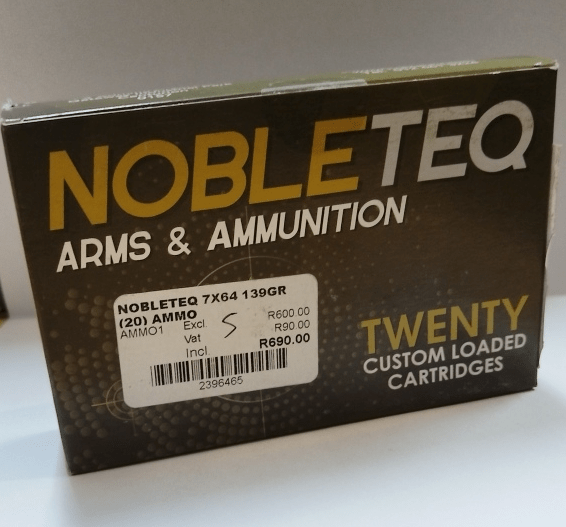 NOBLETEQ
ARMS & AMMUNITION
NOBLETEQ 7X64 139GR
(20) AMMO
AMMO1 Excl S R600.00
Vat R90.00
Incl R690.00
2396465
TWENTY
CUSTOM LOADED
CARTRIDGES